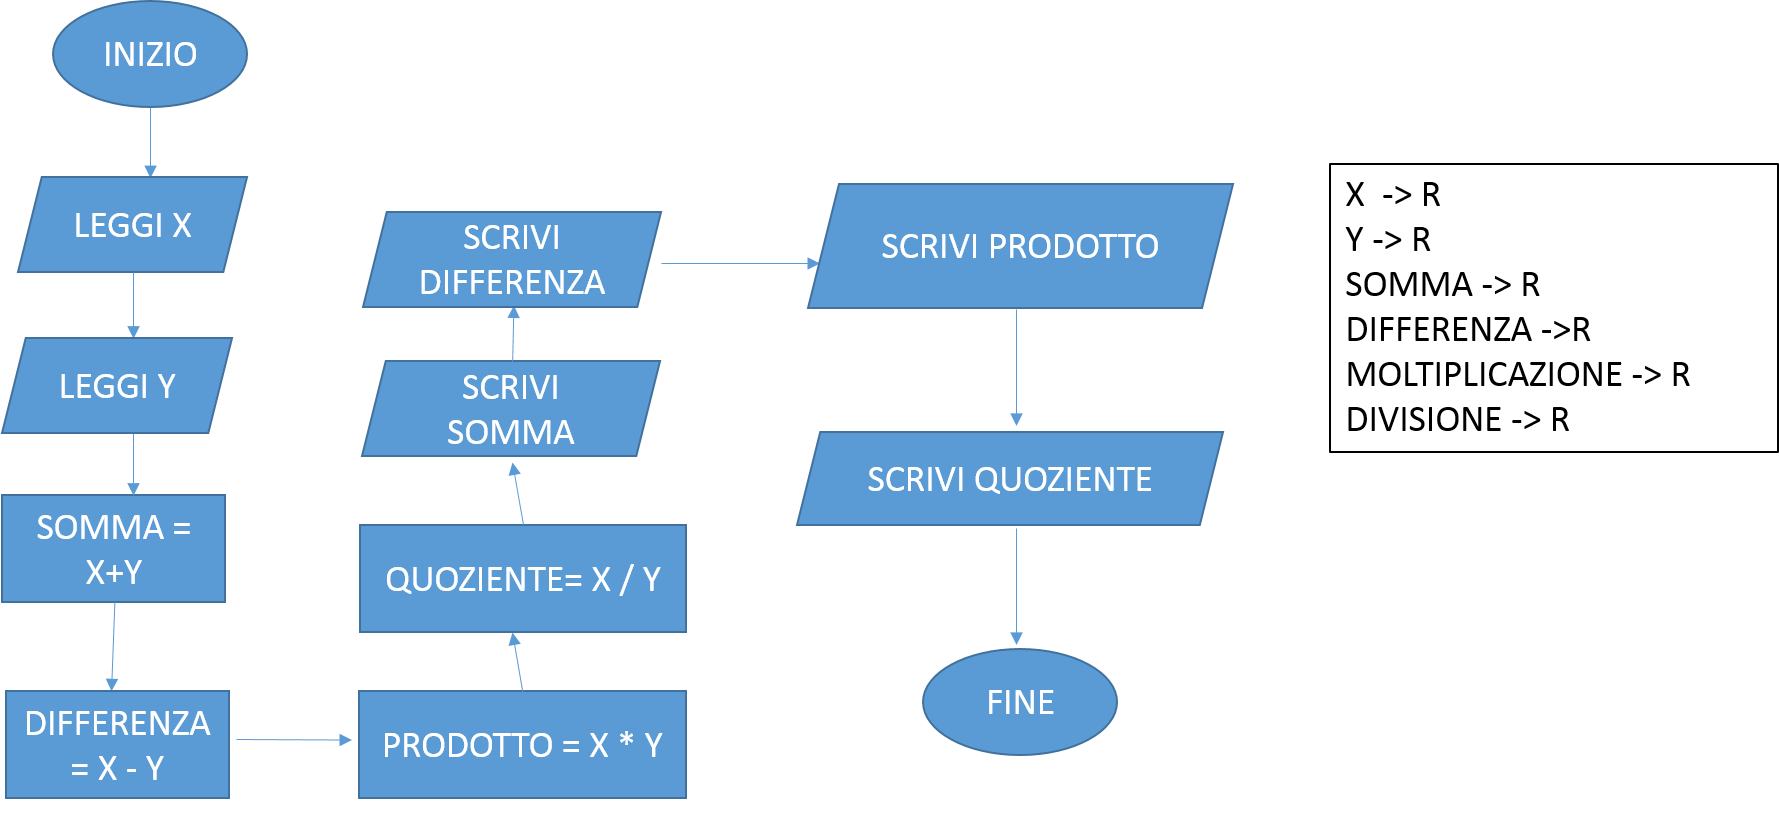 INIZIO
LEGGI X
LEGGI Y
SOMMA =
X+Y
DIFFERENZA
= X - Y
PRODOTTO = X * Y
QUOZIENTE= X / Y
SCRIVI
SOMMA
SCRIVI
DIFFERENZA
SCRIVI PRODOTTO
SCRIVI QUOZIENTE
FINE
X  -> R
Y -> R
SOMMA -> R
DIFFERENZA ->R
MOLTIPLICAZIONE -> R
DIVISIONE -> R